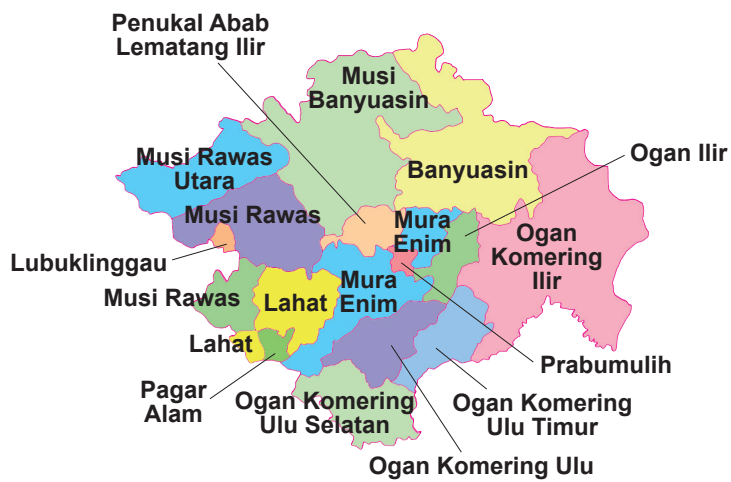 Penukal Abab
Lematang Ilir
Musi
Banyuasin
Musi Rawas
Utara
Banyuasin
Ogan Ilir
Musi Rawas
Mura
Enim
Ogan
Komering
Ilir
Lubuklinggau
Musi Rawas
Lahat
Mura
Enim
Lahat
Prabumulih
Pagar
Alam
Ogan Komering
Ulu Selatan
Ogan Komering
Ulu Timur
Ogan Komering Ulu